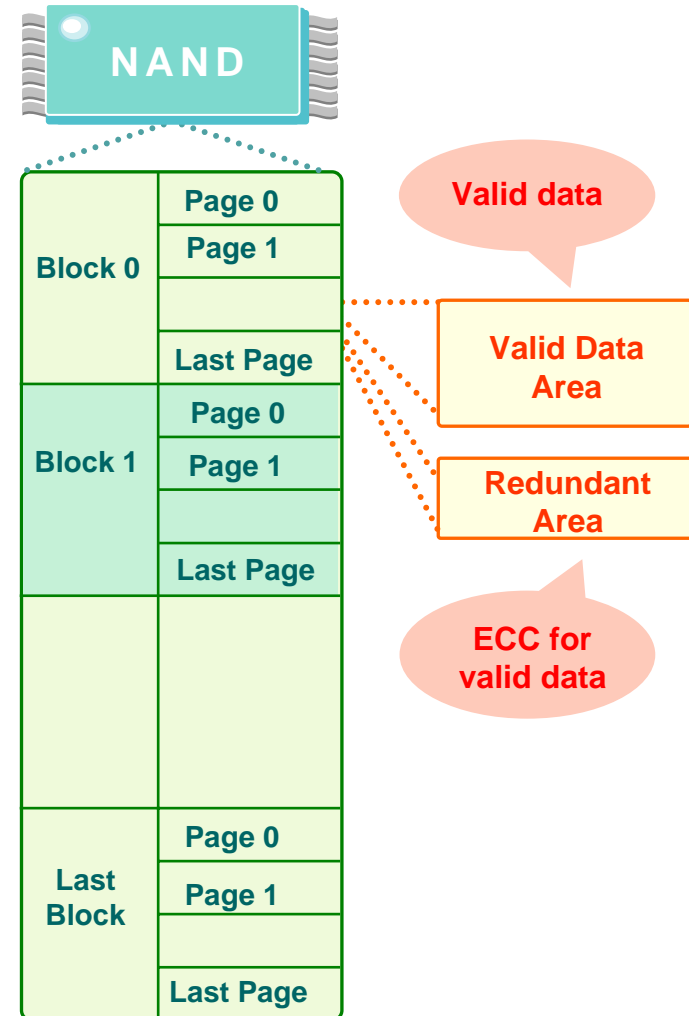 NAND
Block 0
Page 0
Page 1
Last Page
Block 1
Page 0
Page 1
Last Page
Last
Block
Page 0
Page 1
Last Page
Valid data
Valid Data
Area
Redundant
Area
ECC for
valid data